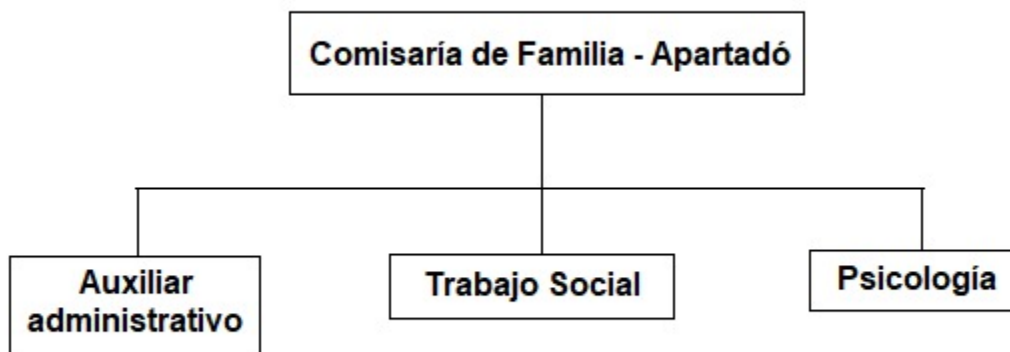 Comisaría de Familia - Apartadó
Auxiliar
administrativo
Trabajo Social
Psicología